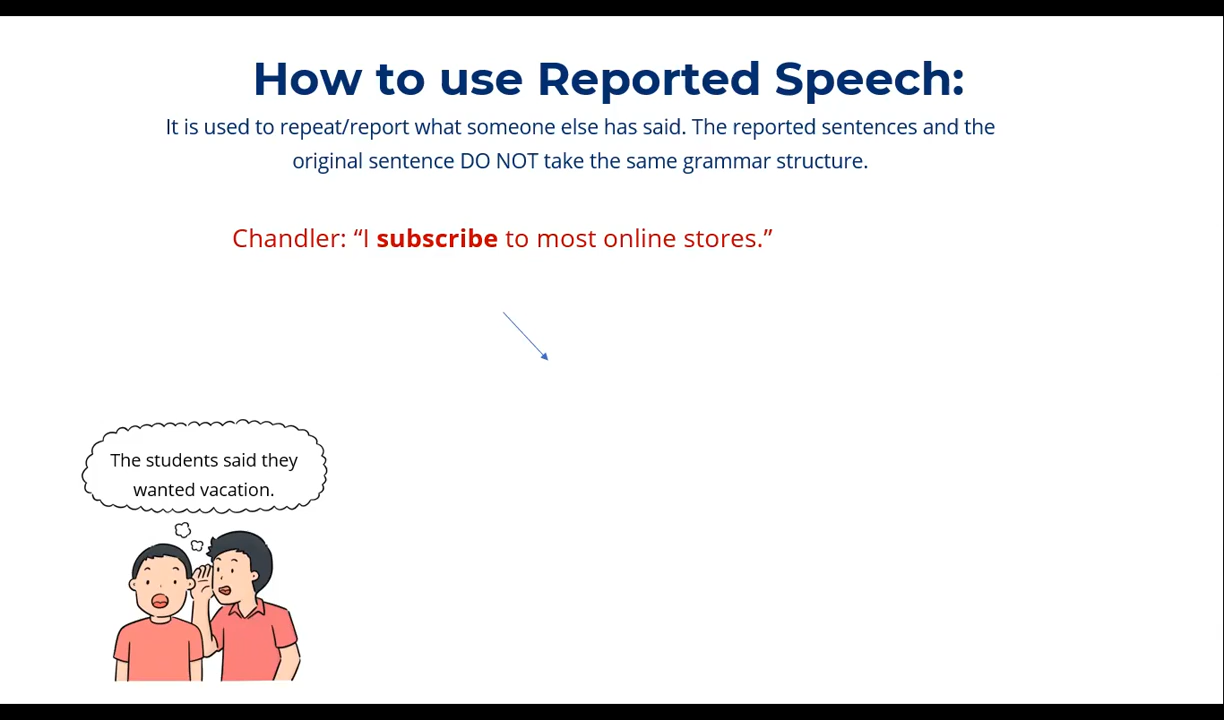 How to use Reported Speech:
It is used to repeat/report what someone else has said. The reported sentences and the
original sentence DO NOT take the same grammar structure.
Chandler: “I subscribe to most online stores.”
The students said they
wanted vacation.